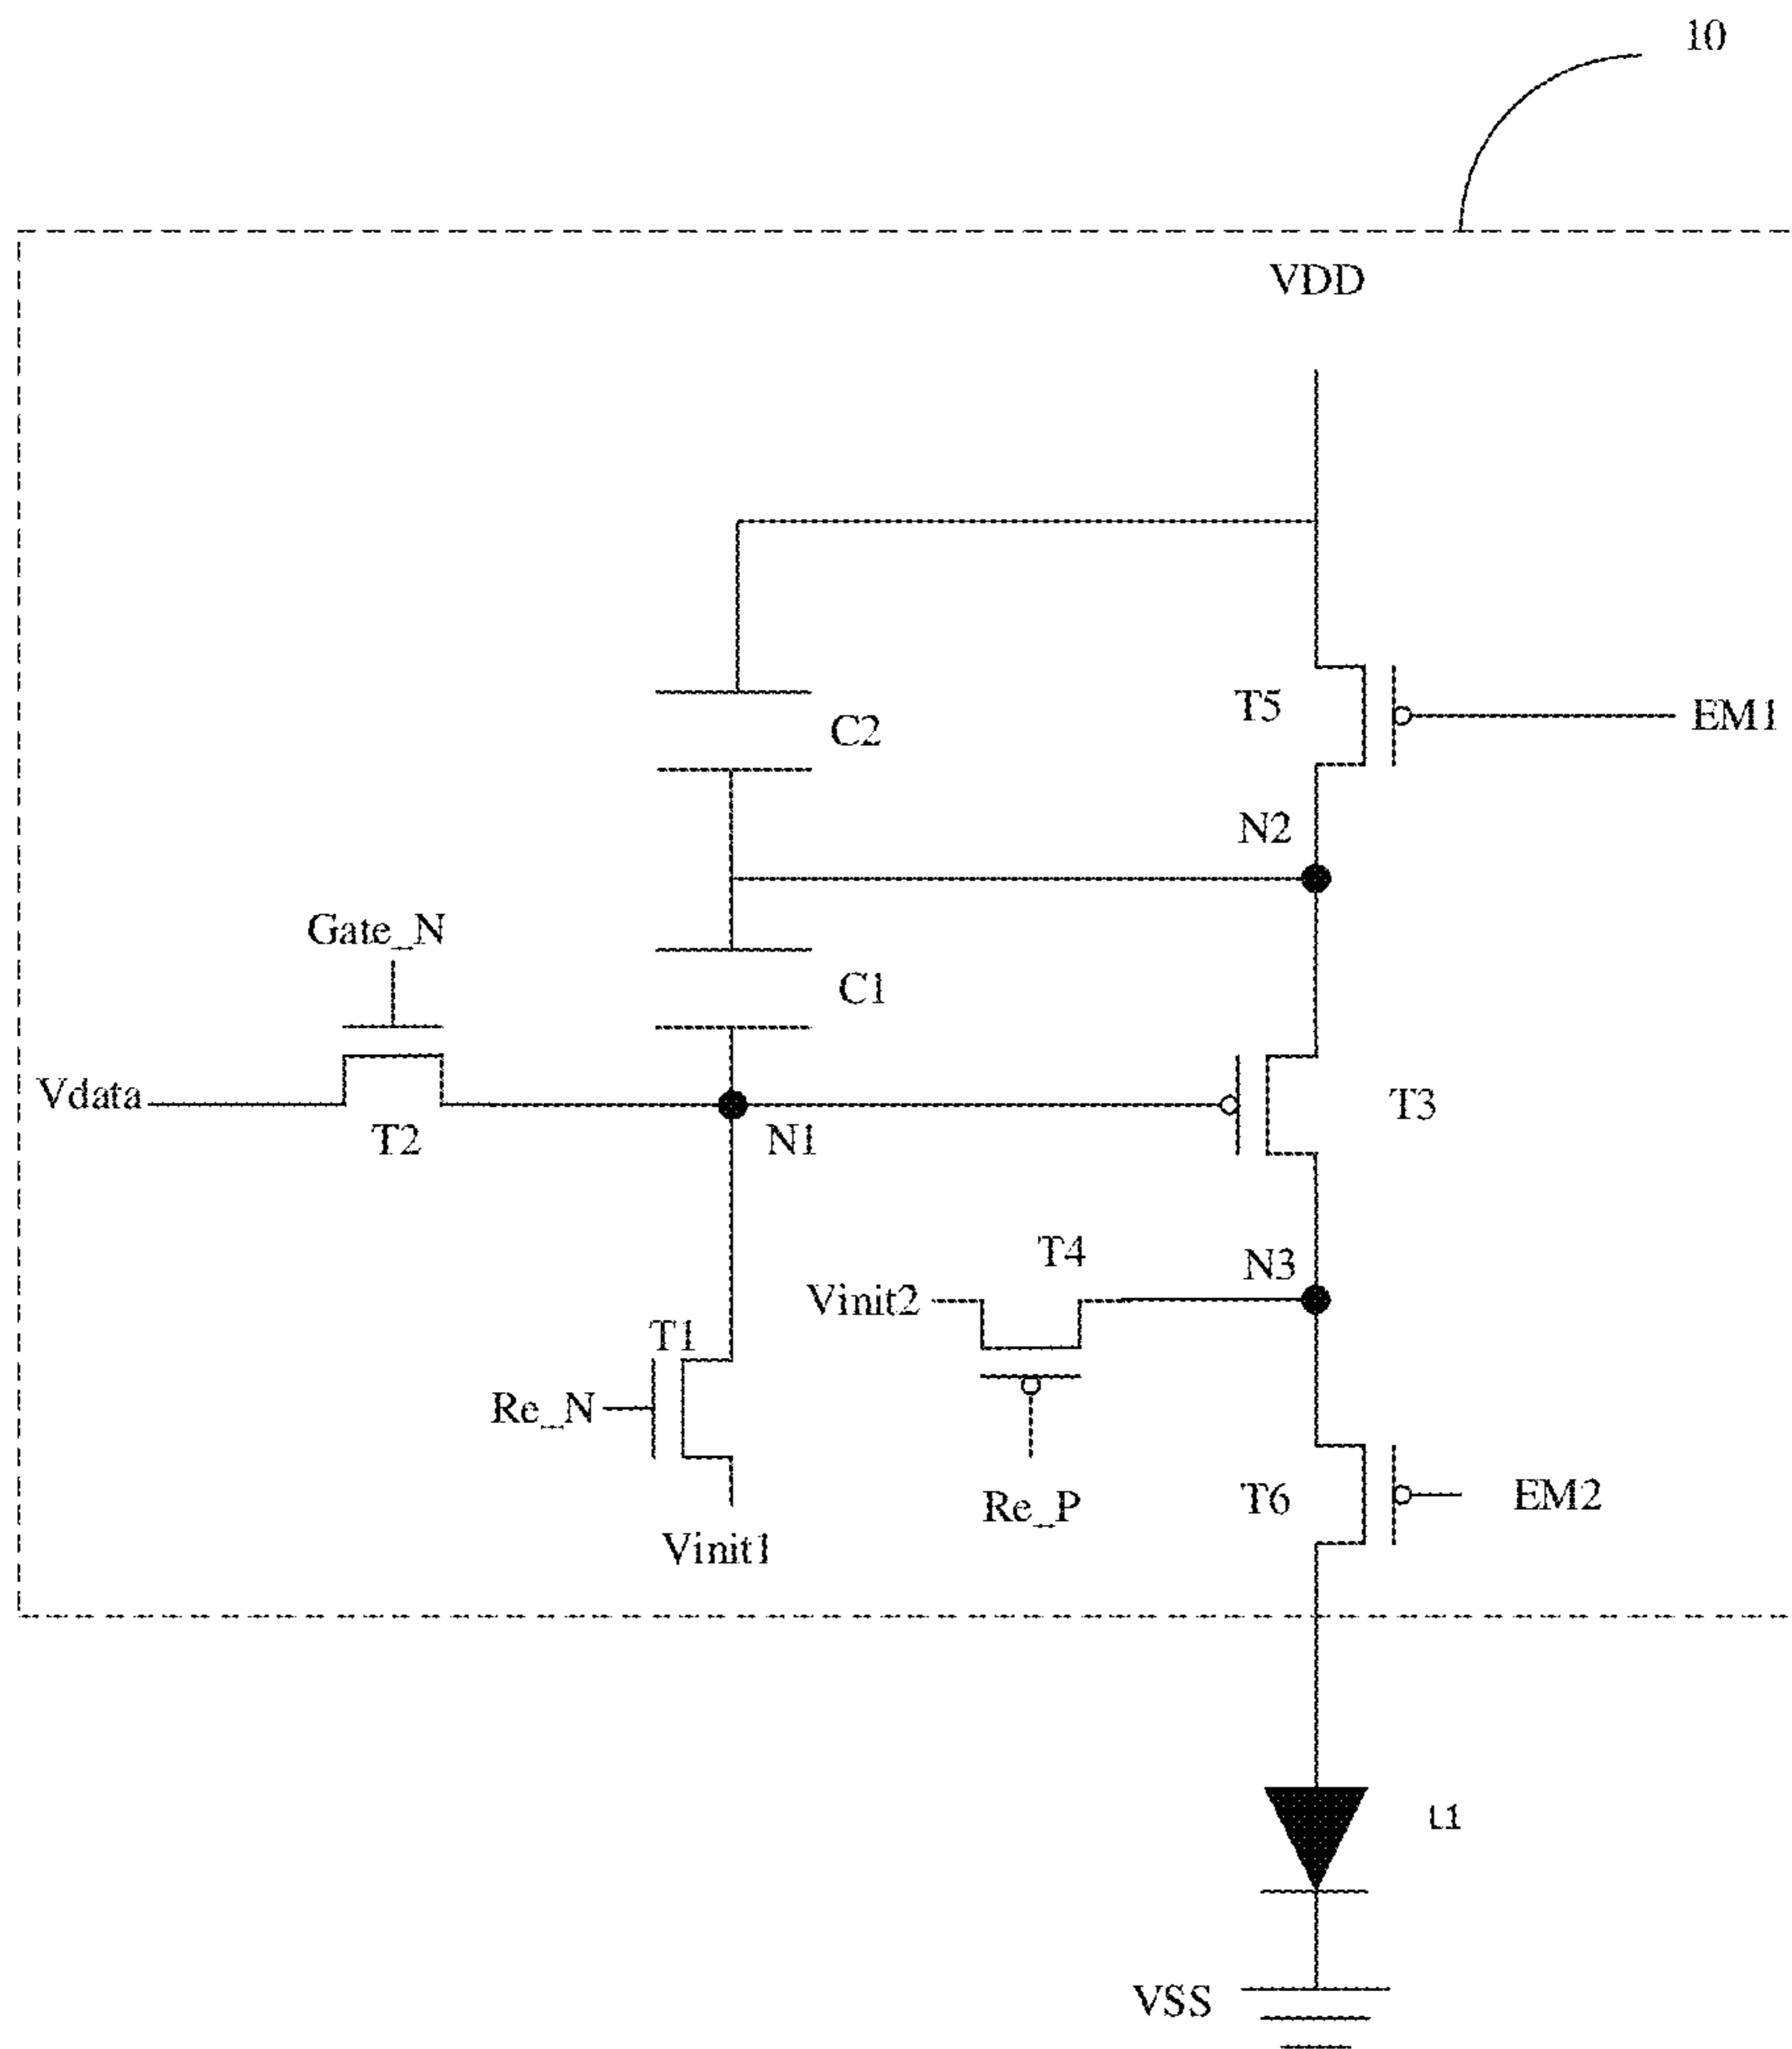 10
VDD
T5
EM1
C2
N2
Gate_N
C1
Vdata
T2
N1
T3
T4
N3
Vinit2
T1
Re_N
Re_P
T6
EM2
Vinit1
L1
VSS